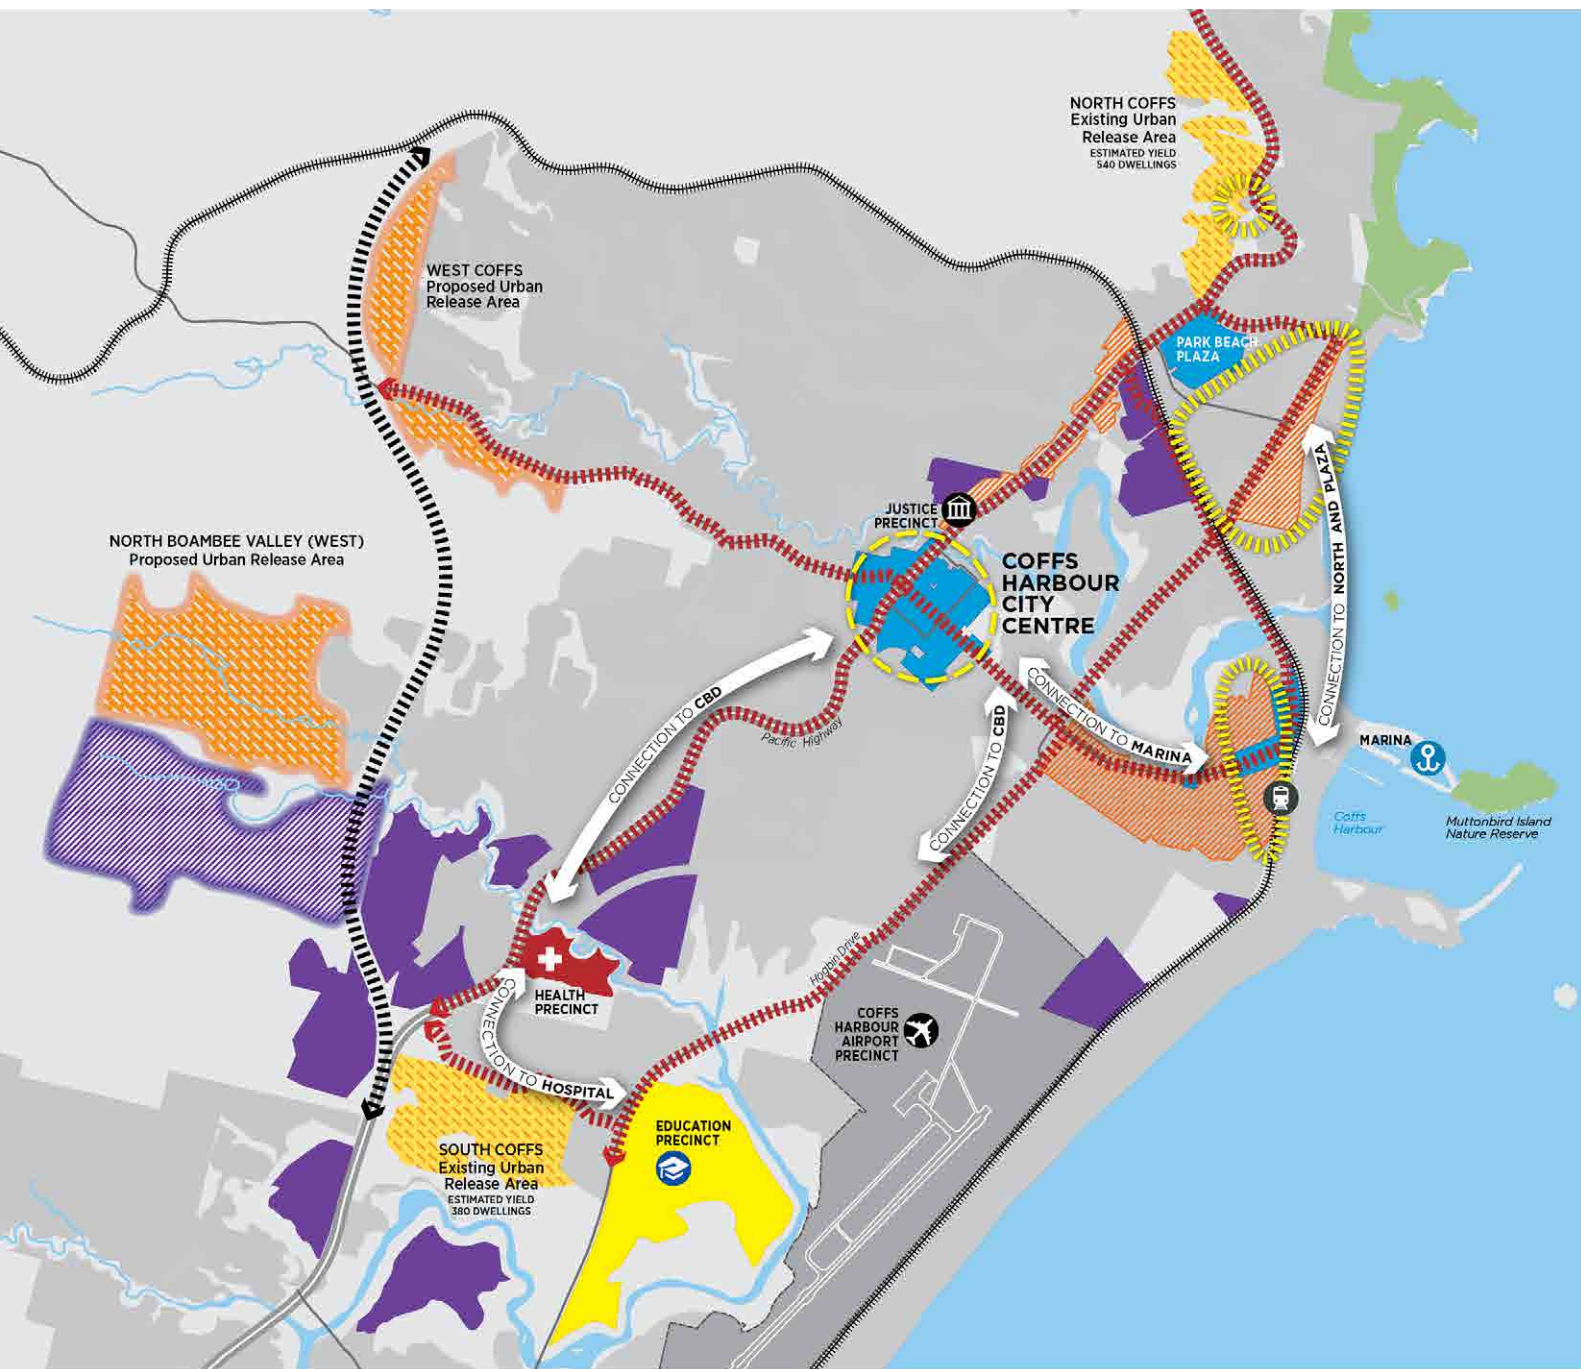 NORTH COFFS
Existing Urban
Release Area
ESTIMATED YIELD
540 DWELLINGS
WEST COFFS
Proposed Urban
Release Area
PARK BEACH
PLAZA
CONNECTION TO NORTH AND PLAZA
JUSTICE
PRECINCT
NORTH BOAMBEE VALLEY (WEST)
Proposed Urban Release Area
COFFS
HARBOUR
CITY
CENTRE
CONNECTION TO CBD
Pacific Highway
CONNECTION TO MARINA
CONNECTION TO CBD
MARINA
Coffs
Harbour
Muttonbird Island
Nature Reserve
Hogbin Drive
HEALTH
PRECINCT
CONNECTION TO HOSPITAL
COFFS
HARBOUR
AIRPORT
PRECINCT
EDUCATION
PRECINCT
SOUTH COFFS
Existing Urban
Release Area
ESTIMATED YIELD
380 DWELLINGS